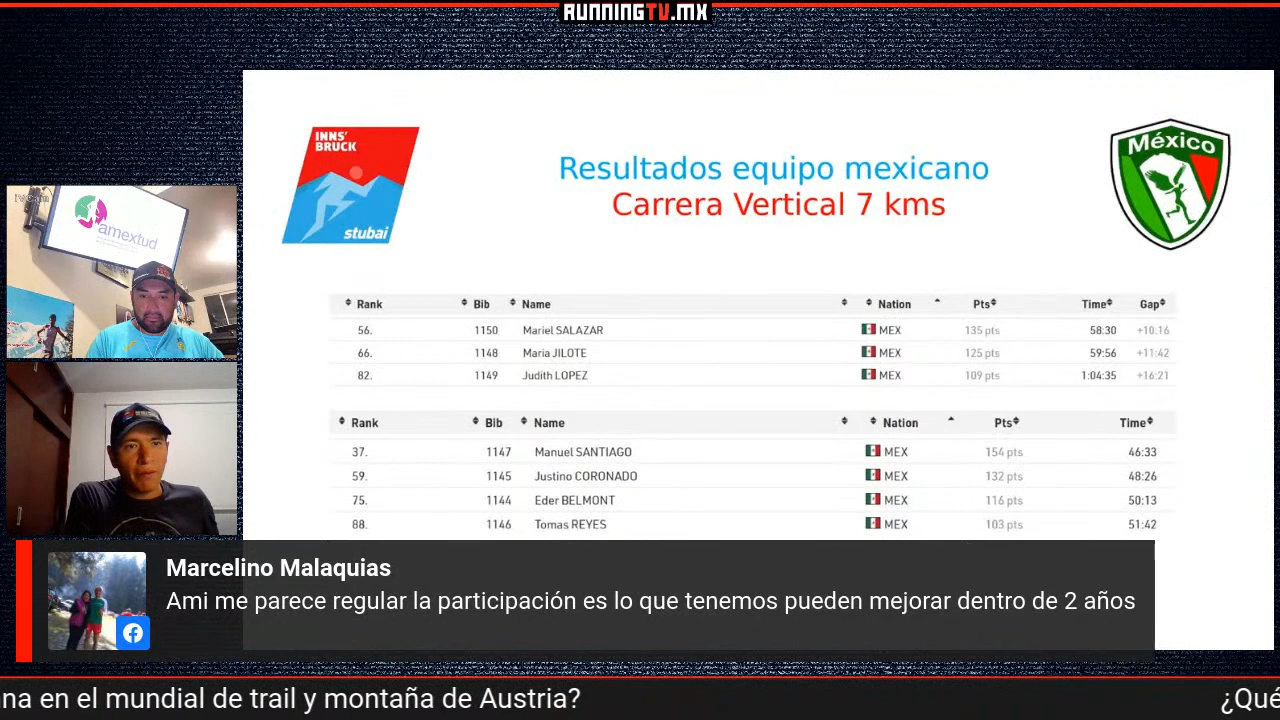 RUNNINGTV.MX
INNS'
BRUCK
stubai
Resultados equipo mexicano
Carrera Vertical 7 kms
México
amextud
Rank Bib Name Nation Pts Time Gap
56. 1150 Mariel SALAZAR MEX 135 pts 58:30 +10:16
66. 1148 Maria JILOTE MEX 125 pts 59:56 +11:42
82. 1149 Judith LOPEZ MEX 109 pts 1:04:35 +16:21
Rank Bib Name Nation Pts Time
37. 1147 Manuel SANTIAGO MEX 154 pts 46:33
59. 1145 Justino CORONADO MEX 132 pts 48:26
75. 1144 Eder BELMONT MEX 116 pts 50:13
88. 1146 Tomas REYES MEX 103 pts 51:42
Marcelino Malaquias
Ami me parece regular la participación es lo que tenemos pueden mejorar dentro de 2 años
na en el mundial de trail y montaña de Austria? ¿Qué